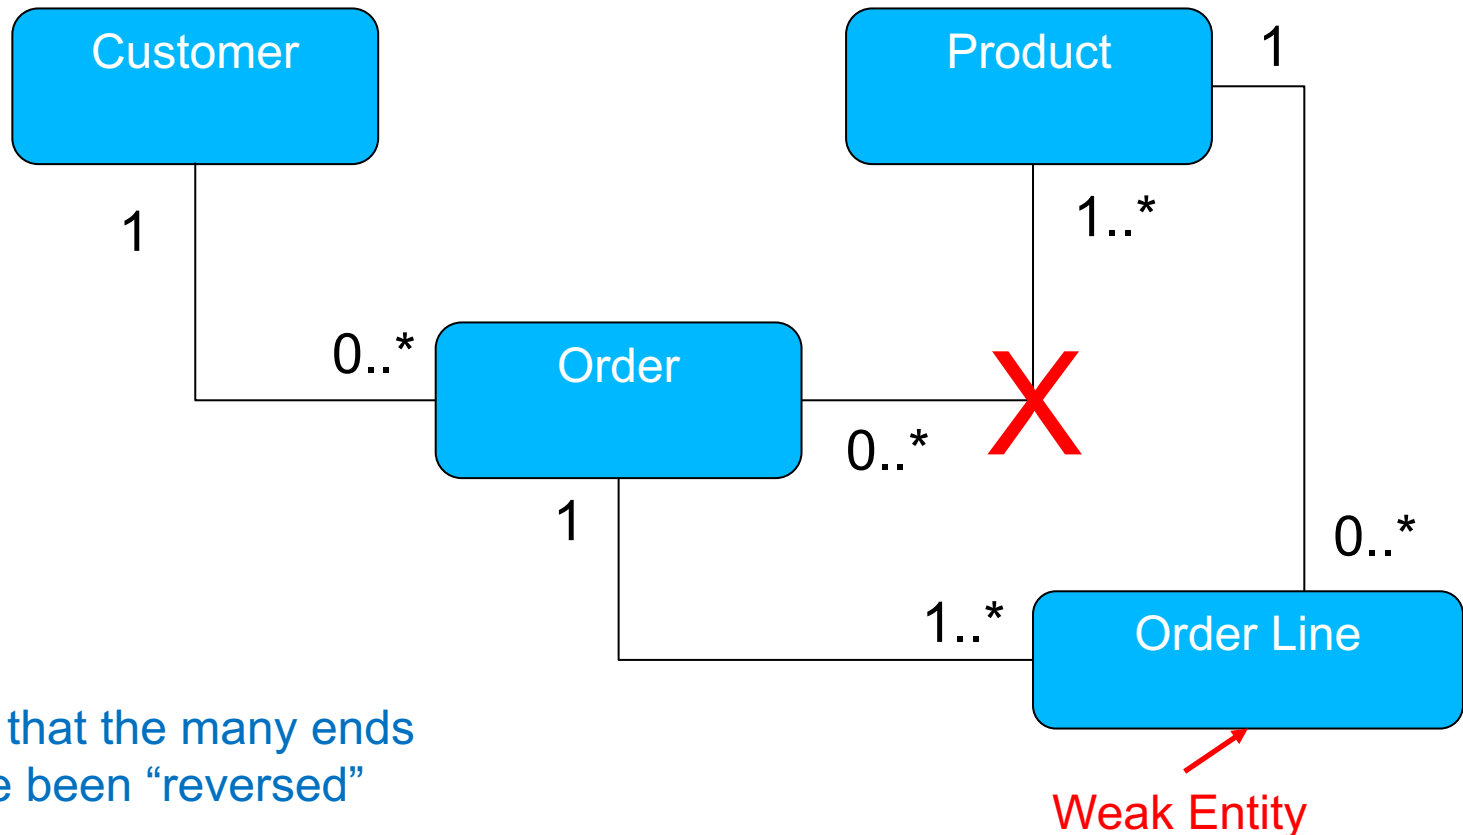 Customer
Product
1
1
1..*
0..*
Order
X
0..*
1
0..*
1..*
Order Line
that the many ends
been “reversed”
Weak Entity